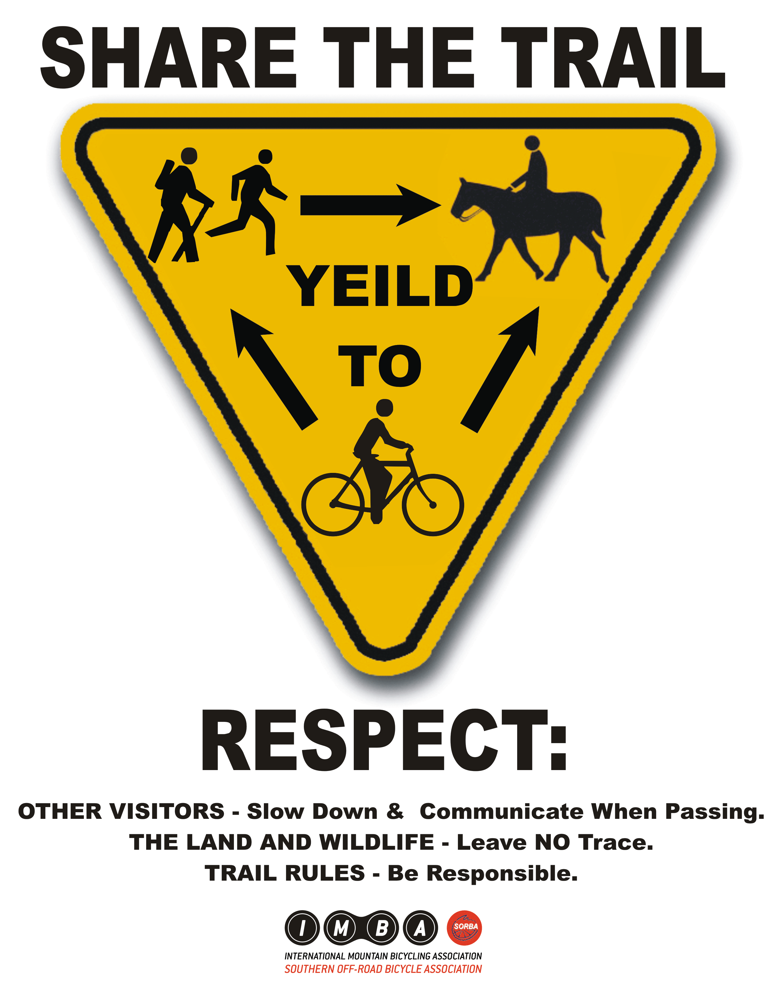 SHARE THE TRAIL
YEILD
TO
RESPECT:
OTHER VISITORS - Slow Down & Communicate When Passing.
THE LAND AND WILDLIFE - Leave NO Trace.
TRAIL RULES - Be Responsible.
IMBA SORBA
INTERNATIONAL MOUNTAIN BICYCLING ASSOCIATION
SOUTHERN OFF-ROAD BICYCLE ASSOCIATION